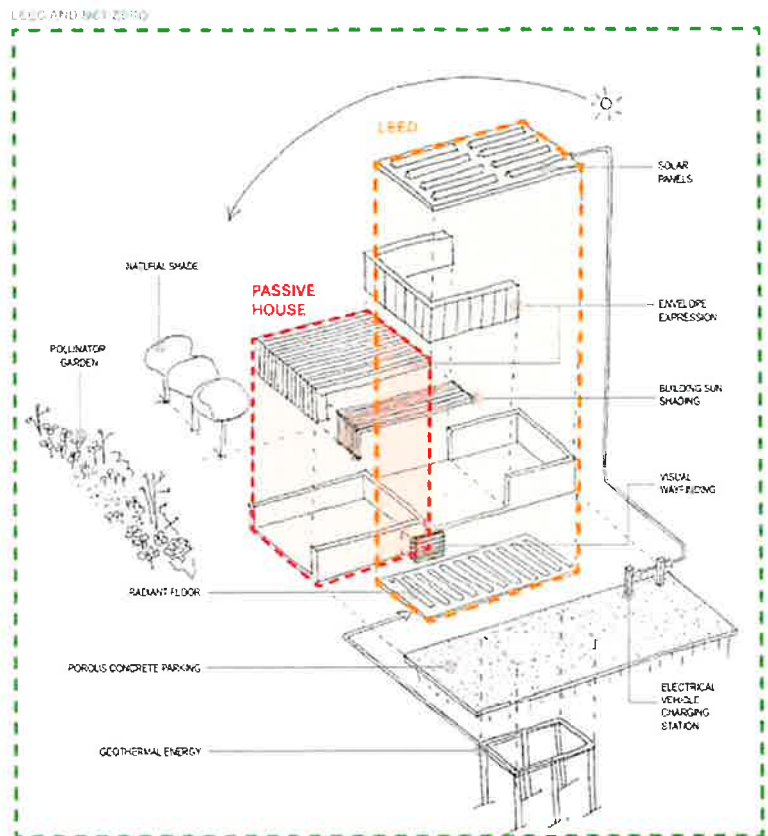 LEED AND NET ZERO
LEED
SOLAR
PANELS
NATURAL SHADE
PASSIVE
HOUSE
ENVELOPE
EXPRESSION
POLLINATOR
GARDEN
BUILDING SUN
SHADING
VISUAL
WAYFINDING
RADIANT FLOOR
POROUS CONCRETE PARKING
ELECTRICAL
VEHICLE
CHARGING
STATION
GEOTHERMAL ENERGY